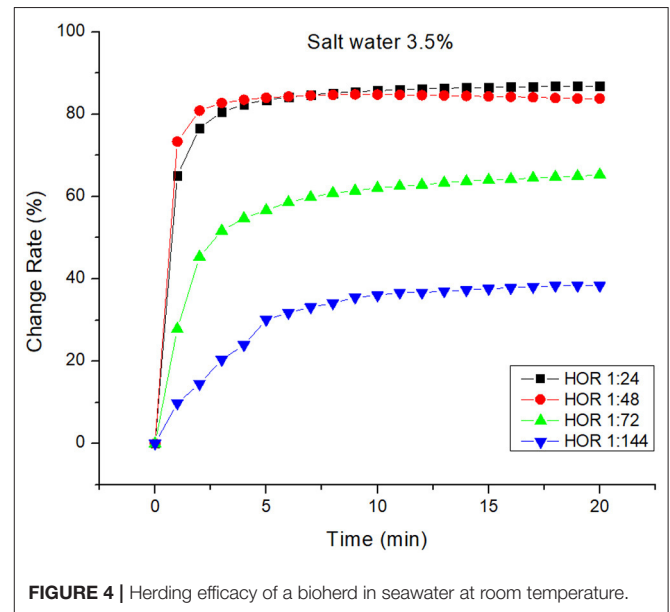 Salt water 3.5%
100
80
60
40
20
0
Change Rate (%)
HOR 1:24
HOR 1:48
HOR 1:72
HOR 1:144
0 5 10 15 20
Time (min)
FIGURE 4 | Herding efficacy of a bioherd in seawater at room temperature.